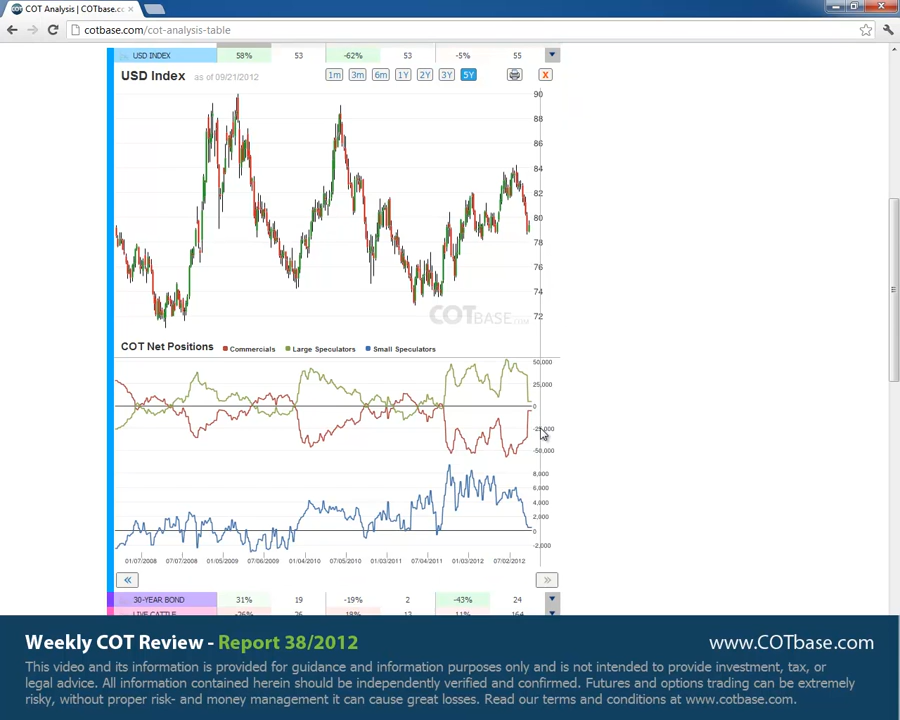 COT Analysis | COTbase.c
cotbase.com/cot-analysis-table
USD INDEX 58% 53 -62% 53 -5% 55
USD Index as of 09/21/2012 1m 3m 6m 1Y 2Y 3Y 5Y X
90
88
86
84
82
80
78
76
74
72
COTBASE.com
COT Net Positions Commercials Large Speculators Small Speculators
50,000
25,000
0
-25,000
-50,000
8,000
6,000
4,000
2,000
0
-2,000
01/07/2008 07/07/2008 01/05/2009 07/06/2009 01/04/2010 07/05/2010 01/03/2011 07/04/2011 01/03/2012 07/02/2012
« »
30-YEAR BOND 31% 19 -19% 2 -43% 24
LIVE CATTLE -26% 26 18% 13 11% 164
Weekly COT Review - Report 38/2012 www.COTbase.com
This video and its information is provided for guidance and information purposes only and is not intended to provide investment, tax, or
legal advice. All information contained herein should be independently verified and confirmed. Futures and options trading can be extremely
risky, without proper risk- and money management it can cause great losses. Read our terms and conditions at www.cotbase.com.